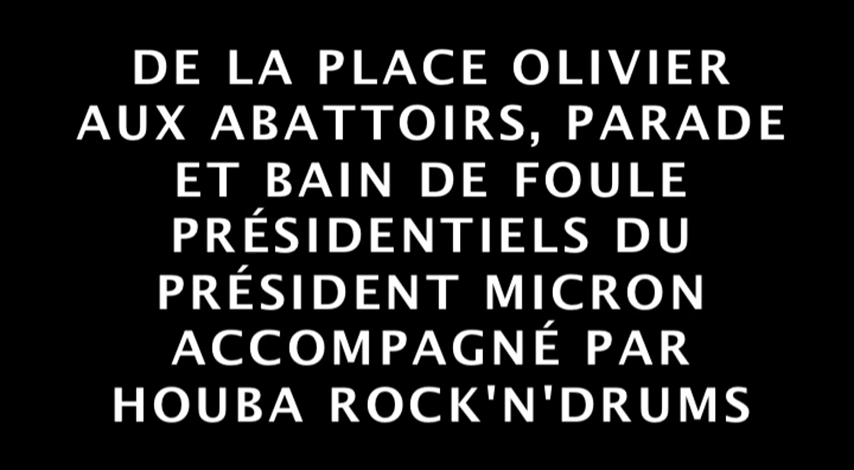 DE LA PLACE OLIVIER
AUX ABATTOIRS, PARADE
ET BAIN DE FOULE
PRÉSIDENTIELS DU
PRÉSIDENT MICRON
ACCOMPAGNÉ PAR
HOUBA ROCK'N'DRUMS